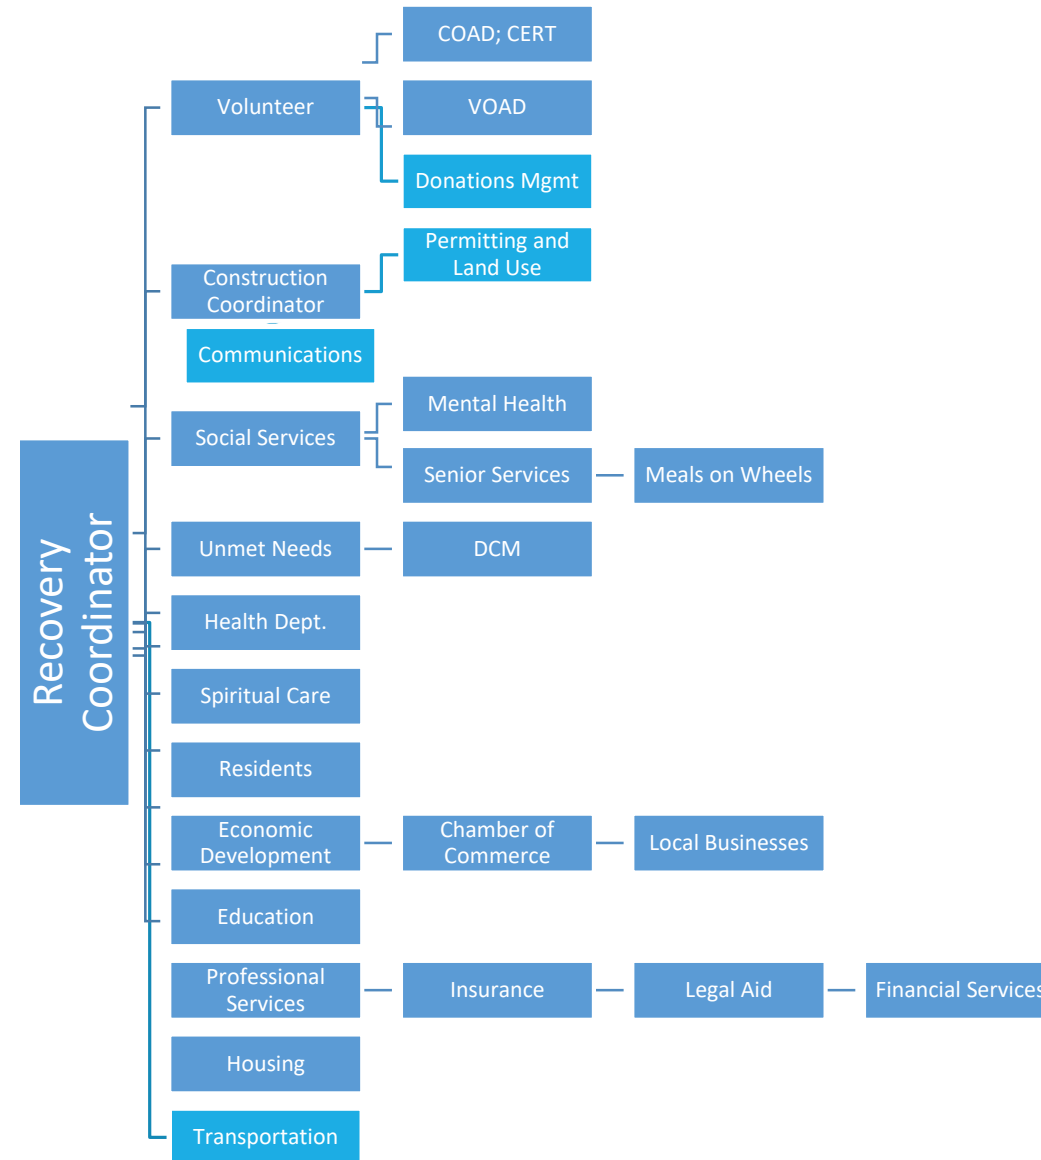 COAD; CERT
Volunteer
VOAD
Donations Mgmt
Permitting and
Land Use
Construction
Coordinator
Communications
Mental Health
Social Services
Senior Services
Meals on Wheels
Recovery
Coordinator
Unmet Needs
DCM
Health Dept.
Spiritual Care
Residents
Economic
Development
Chamber of
Commerce
Local Businesses
Education
Professional
Services
Insurance
Legal Aid
Financial Services
Housing
Transportation